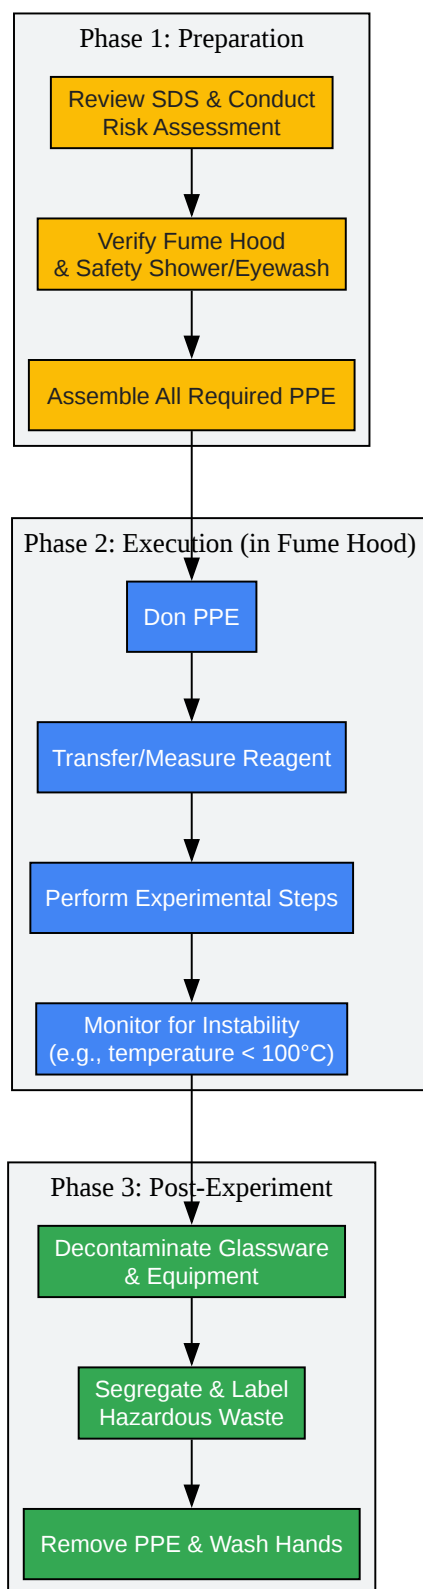 Phase 1: Preparation
Review SDS & Conduct
Risk Assessment
Verify Fume Hood
& Safety Shower/Eyewash
Assemble All Required PPE
Phase 2: Execution (in Fume Hood)
Don PPE
Transfer/Measure Reagent
Perform Experimental Steps
Monitor for Instability
(e.g., temperature < 100°C)
Phase 3: Post-Experiment
Decontaminate Glassware
& Equipment
Segregate & Label
Hazardous Waste
Remove PPE & Wash Hands